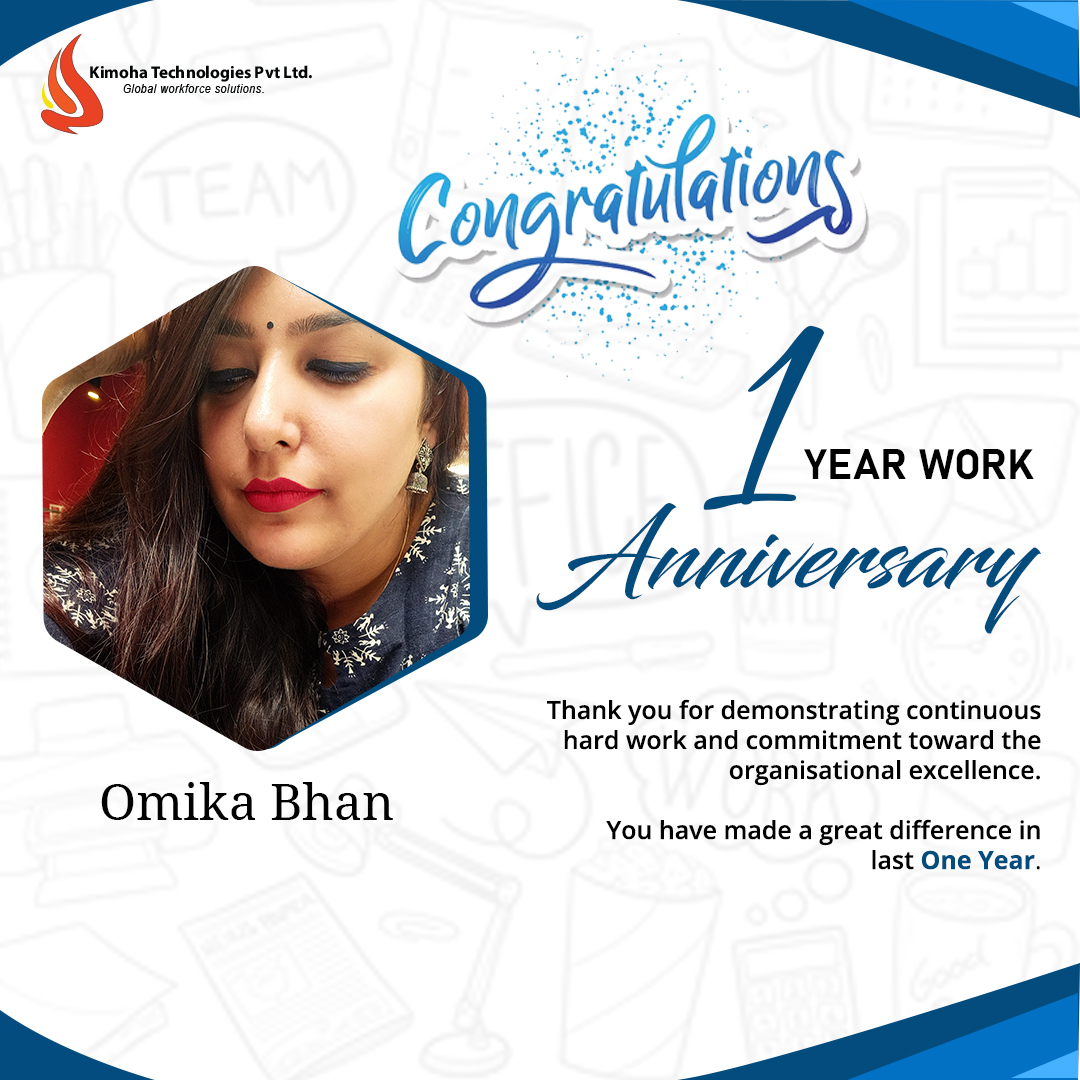 Kimoha Technologies Pvt Ltd.
Global workforce solutions.
TEAM
Congratulations
1
YEAR WORK
Anniversary
Thank you for demonstrating continuous
hard work and commitment toward the
organisational excellence.
You have made a great difference in
last One Year.
Omika Bhan